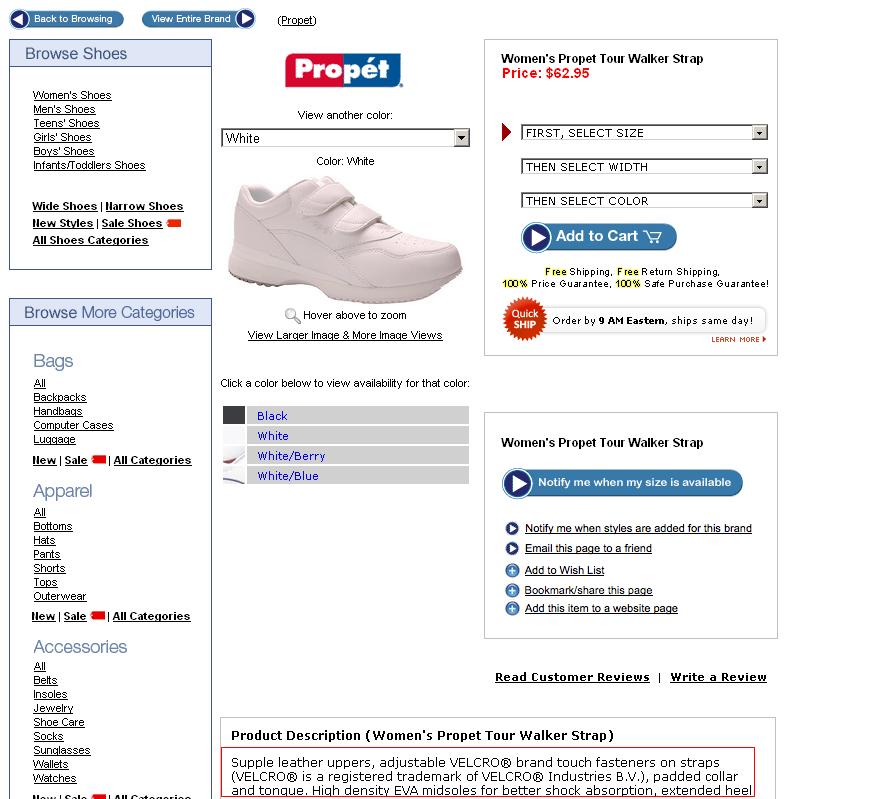 Back to Browsing
View Entire Brand
(Propet)
Browse Shoes
Women's Shoes
Men's Shoes
Teens' Shoes
Girls' Shoes
Boys' Shoes
Infants/Toddlers Shoes
Wide Shoes | Narrow Shoes
New Styles | Sale Shoes
All Shoes Categories
Browse More Categories
Bags
All
Backpacks
Handbags
Computer Cases
Luggage
New | Sale | All Categories
Apparel
All
Bottoms
Hats
Pants
Shorts
Tops
Outerwear
New | Sale | All Categories
Accessories
All
Belts
Insoles
Jewelry
Shoe Care
Socks
Sunglasses
Wallets
Watches
New | Sale | All Categories
Propét
View another color:
White
Color: White
Hover above to zoom
View Larger Image & More Image Views
Click a color below to view availability for that color:
Black
White
White/Berry
White/Blue
Women's Propet Tour Walker Strap
Price: $62.95
FIRST, SELECT SIZE
THEN SELECT WIDTH
THEN SELECT COLOR
Add to Cart
Free Shipping, Free Return Shipping,
100% Price Guarantee, 100% Safe Purchase Guarantee!
Quick
SHIP
Order by 9 AM Eastern, ships same day!
LEARN MORE
Women's Propet Tour Walker Strap
Notify me when my size is available
Notify me when styles are added for this brand
Email this page to a friend
Add to Wish List
Bookmark/share this page
Add this item to a website page
Read Customer Reviews | Write a Review
Product Description (Women's Propet Tour Walker Strap)
Supple leather uppers, adjustable VELCRO® brand touch fasteners on straps
(VELCRO® is a registered trademark of VELCRO® Industries B.V.), padded collar
and tongue. High density EVA midsoles for better shock absorption, extended heel